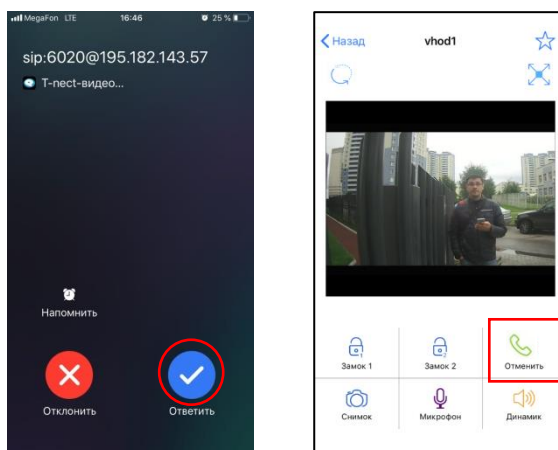 MegaFon LTE 16:46 25 %
sip:6020@195.182.143.57
T-nect-видео...
Напомнить
Отклонить Ответить
Назад vhod1
Замок 1 Замок 2 Отменить
Снимок Микрофон Динамик